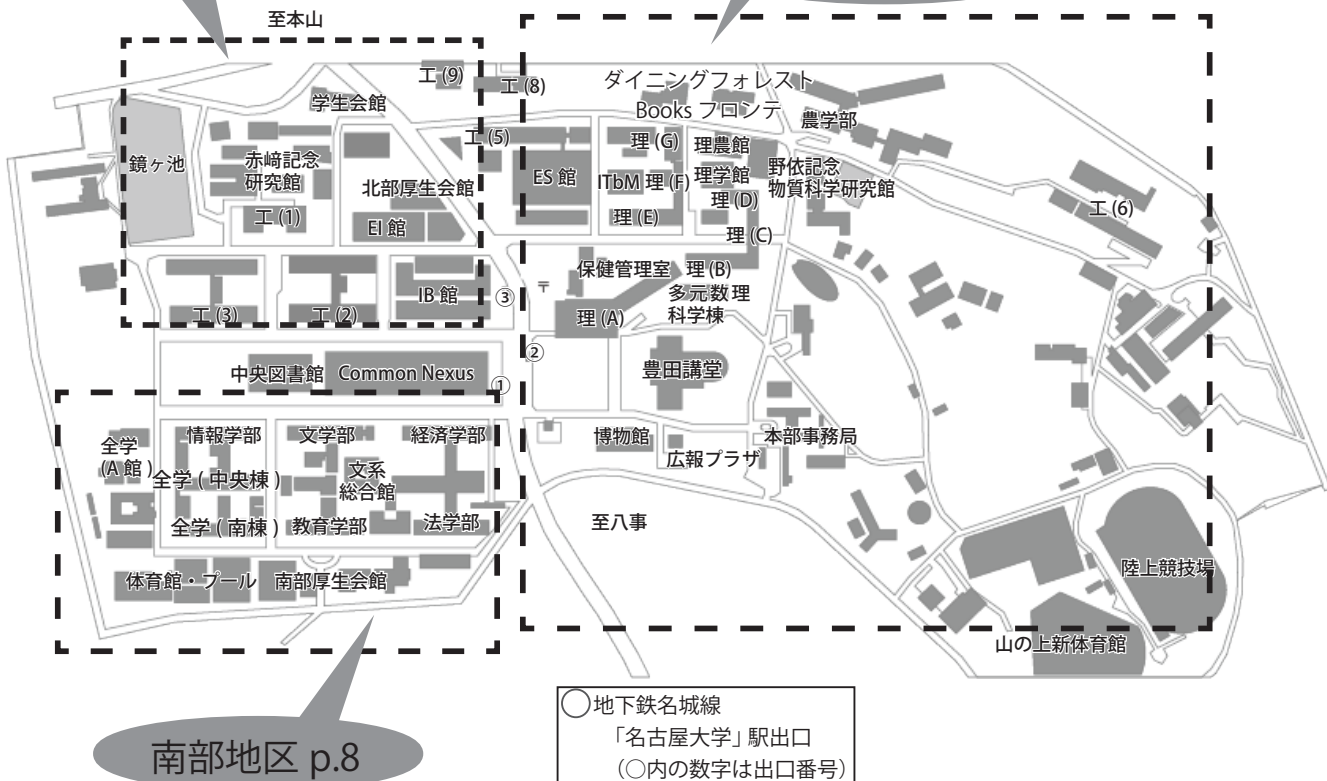 至本山
工 (9)
工 (8)
ダイニングフォレスト
Books フロンテ
学生会館
農学部
工 (5)
理 (G)
理農館
鏡ヶ池
赤﨑記念
研究館
北部厚生会館
ES 館
ITbM
理 (F)
理学館
野依記念
物質科学研究館
理 (D)
工 (1)
EI 館
理 (E)
理 (C)
工 (6)
保健管理室
理 (B)
IB 館
③
〒
多元数理
科学棟
工 (3)
工 (2)
理 (A)
②
中央図書館
Common Nexus
①
豊田講堂
全学
(A 館 )
情報学部
文学部
経済学部
博物館
本部事務局
広報プラザ
全学 ( 中央棟 )
文系
総合館
全学 ( 南棟 )
教育学部
法学部
至八事
体育館・プール
南部厚生会館
陸上競技場
山の上新体育館
南部地区 p.8
○地下鉄名城線
「名古屋大学」駅出口
(○内の数字は出口番号)